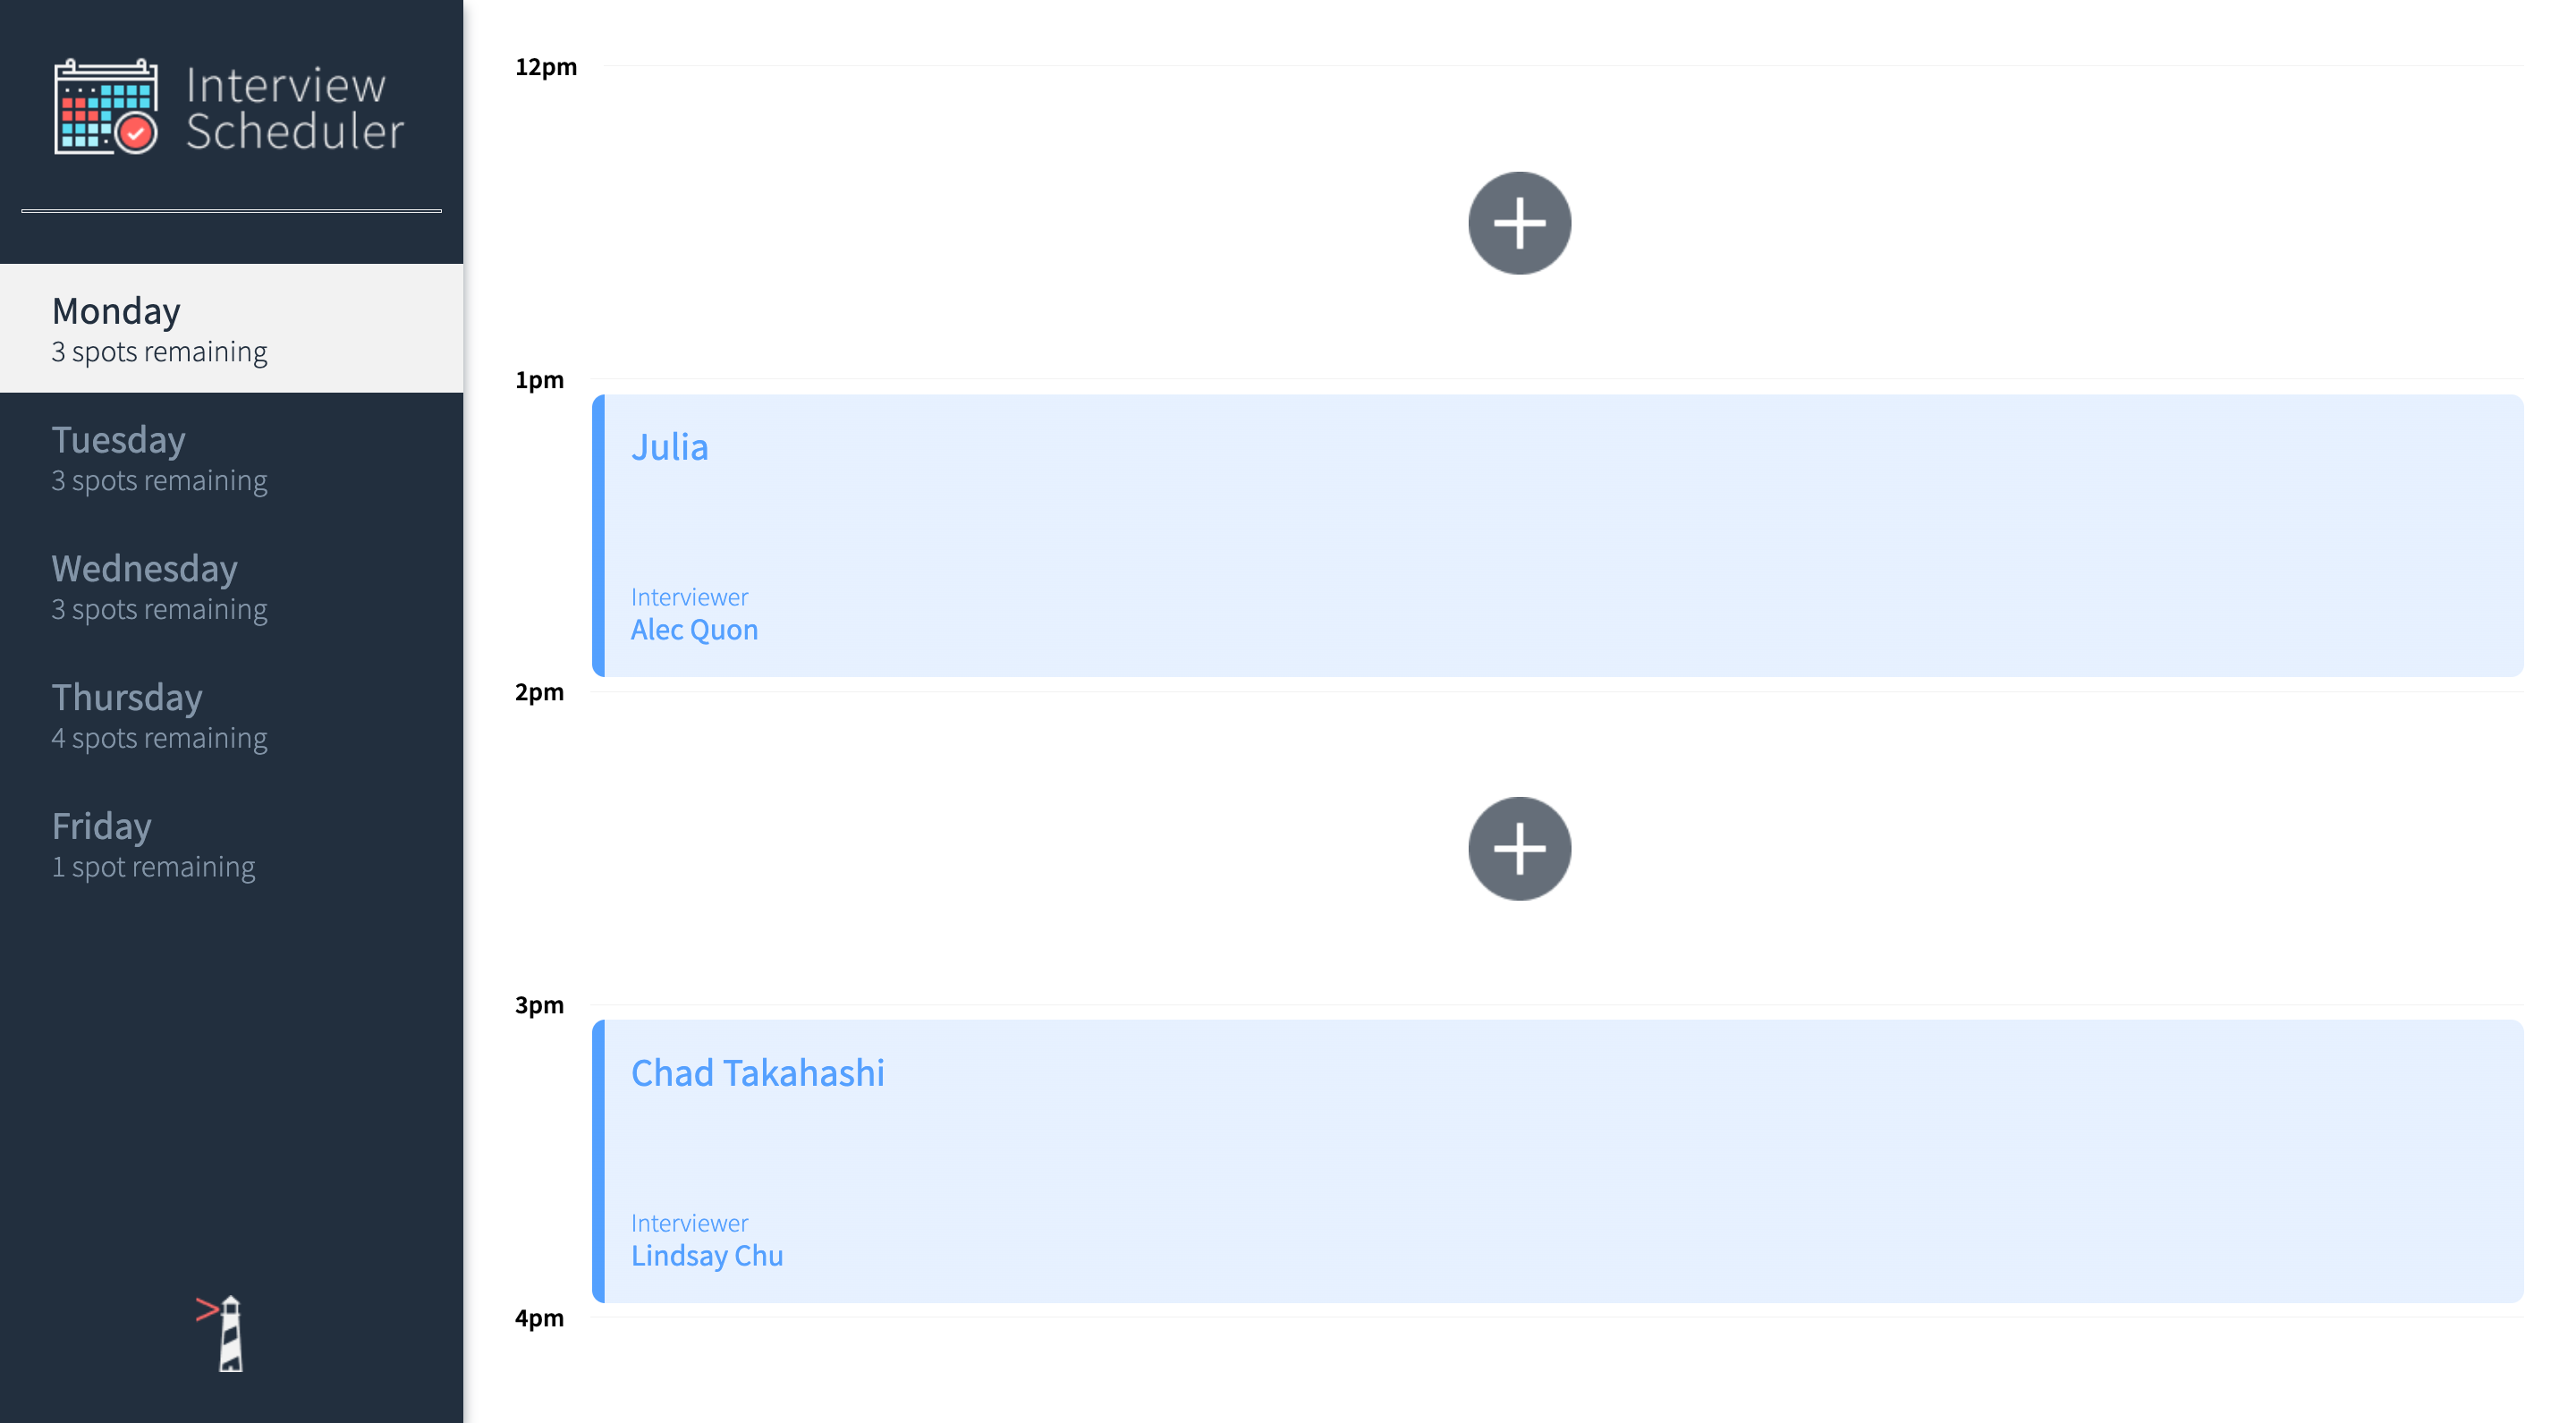 Interview
Scheduler
Monday
3 spots remaining
Tuesday
3 spots remaining
Wednesday
3 spots remaining
Thursday
4 spots remaining
Friday
1 spot remaining
12pm
1pm
Julia
Interviewer
Alec Quon
2pm
3pm
Chad Takahashi
Interviewer
Lindsay Chu
4pm